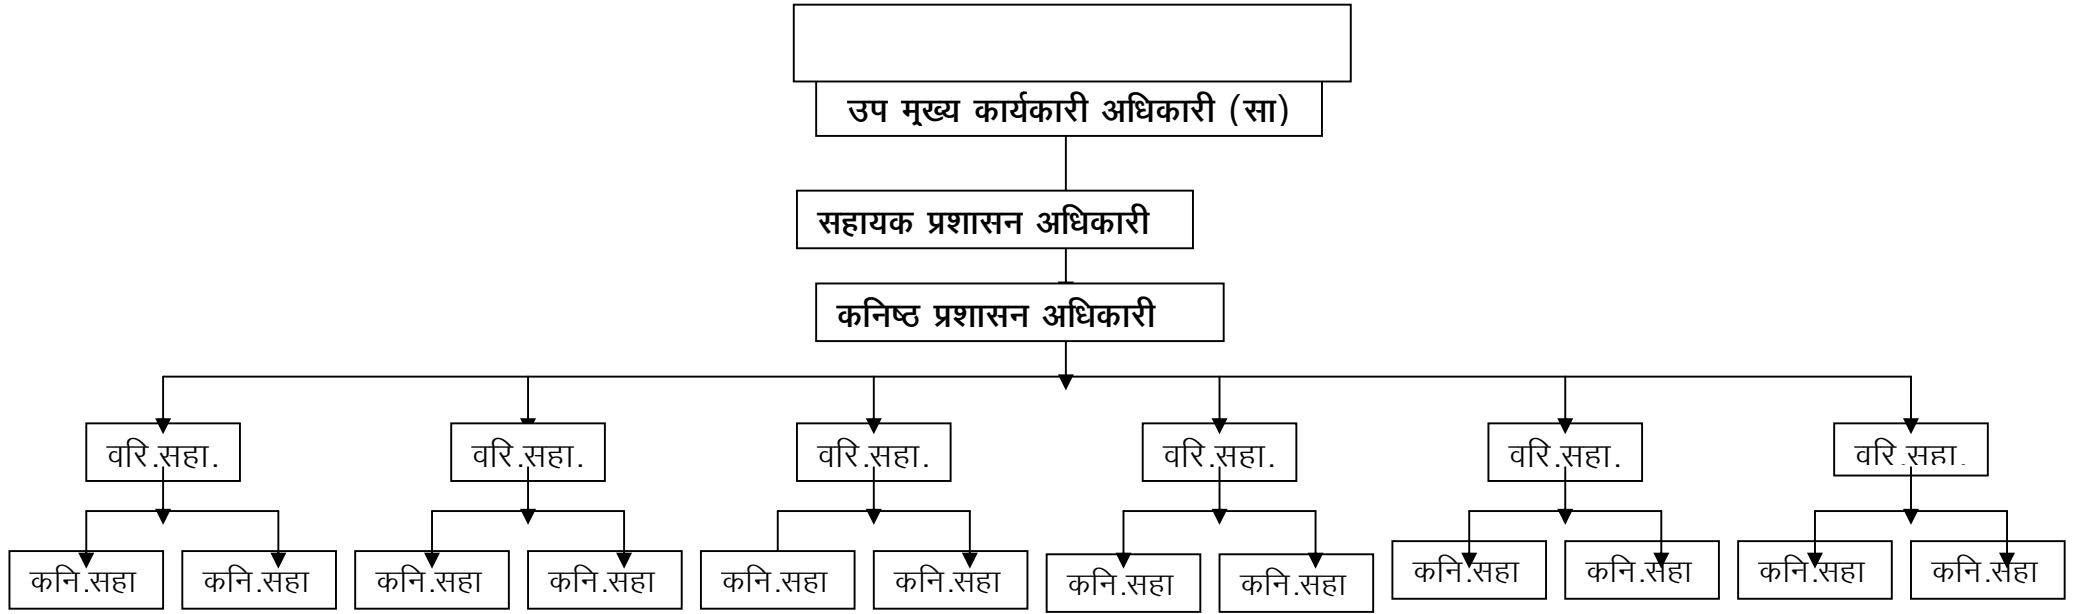 उप मुख्य कार्यकारी अधिकारी (सा)
सहायक प्रशासन अधिकारी
कनिष्ठ प्रशासन अधिकारी
वरि.सहा. वरि.सहा. वरि.सहा. वरि.सहा. वरि.सहा. वरि.सहा.
कनि.सहा कनि.सहा कनि.सहा कनि.सहा कनि.सहा कनि.सहा कनि.सहा कनि.सहा कनि.सहा कनि.सहा कनि.सहा कनि.सहा